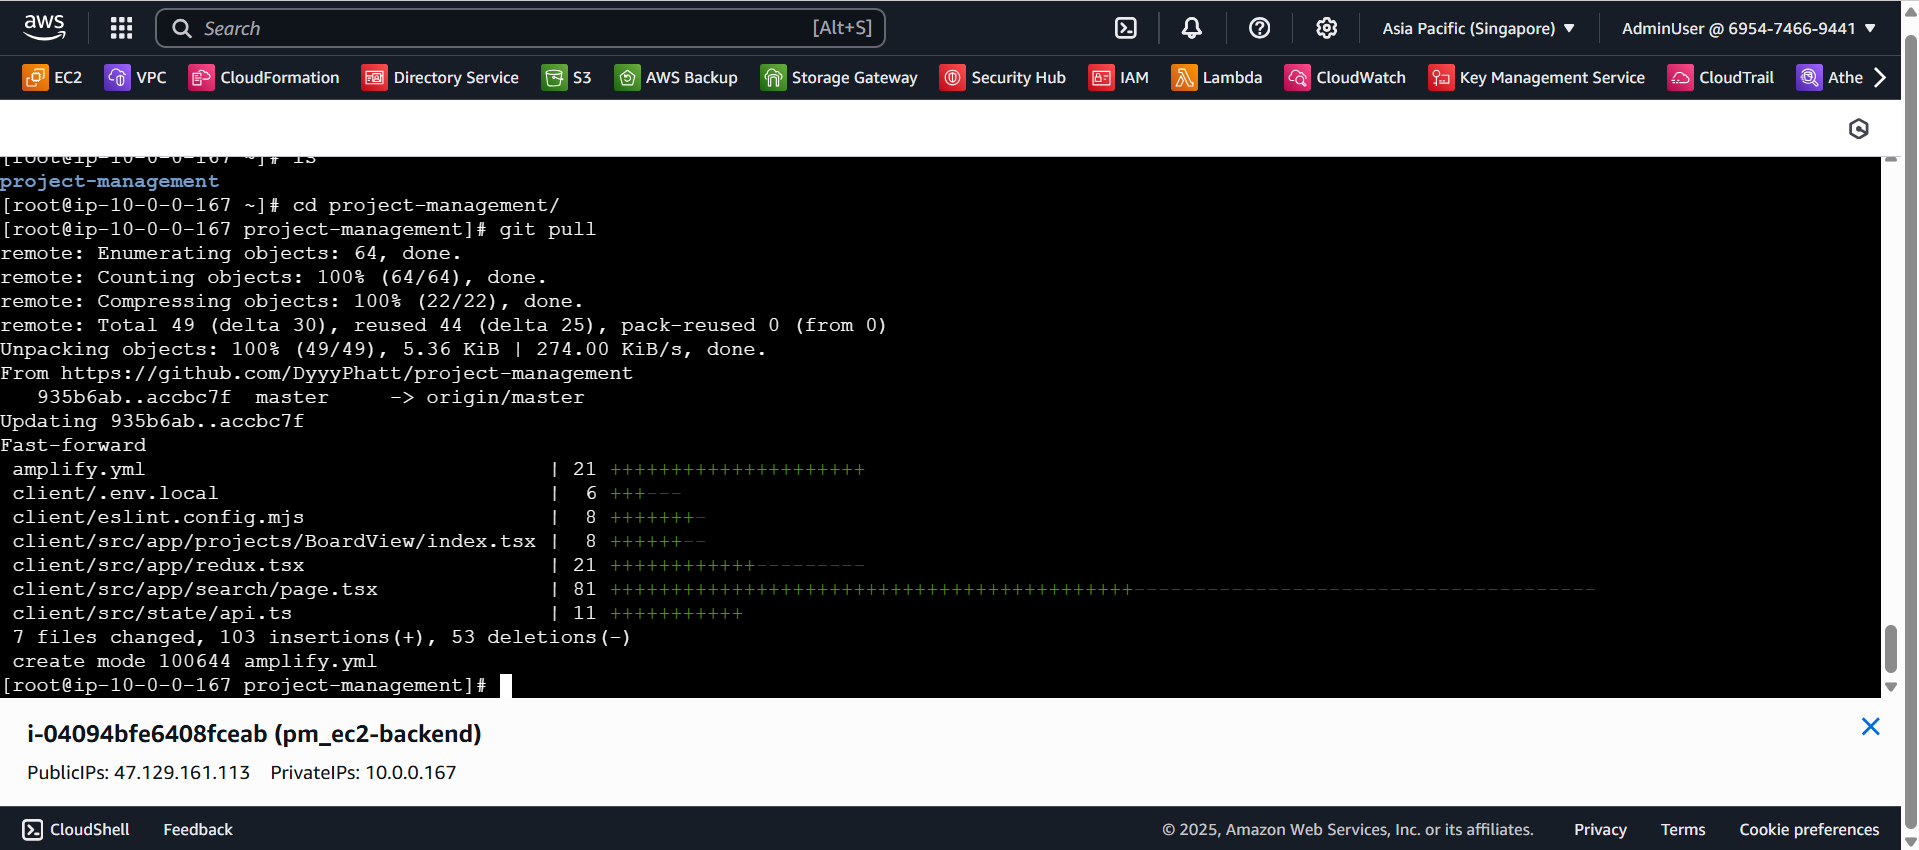 aws
Search [Alt+S]
Asia Pacific (Singapore) ▼
AdminUser @ 6954-7466-9441 ▼
EC2 VPC CloudFormation Directory Service S3 AWS Backup Storage Gateway Security Hub IAM Lambda CloudWatch Key Management Service CloudTrail Athe
[root@ip-10-0-0-167 ~]# ls
project-management
[root@ip-10-0-0-167 ~]# cd project-management/
[root@ip-10-0-0-167 project-management]# git pull
remote: Enumerating objects: 64, done.
remote: Counting objects: 100% (64/64), done.
remote: Compressing objects: 100% (22/22), done.
remote: Total 49 (delta 30), reused 44 (delta 25), pack-reused 0 (from 0)
Unpacking objects: 100% (49/49), 5.36 KiB | 274.00 KiB/s, done.
From https://github.com/DyyyPhatt/project-management
   935b6ab..accbc7f  master     -> origin/master
Updating 935b6ab..accbc7f
Fast-forward
 amplify.yml                                  | 21 +++++++++++++++++++++
 client/.env.local                            |  6 +++---
 client/eslint.config.mjs                     |  8 +++++++-
 client/src/app/projects/BoardView/index.tsx |  8 ++++++--
 client/src/app/redux.tsx                     | 21 ++++++++++++---------
 client/src/app/search/page.tsx               | 81 +++++++++++++++++++++++++++++++++++++++++++--------------------------------------
 client/src/state/api.ts                      | 11 +++++++++++
 7 files changed, 103 insertions(+), 53 deletions(-)
 create mode 100644 amplify.yml
[root@ip-10-0-0-167 project-management]#
i-04094bfe6408fceab (pm_ec2-backend)
PublicIPs: 47.129.161.113 PrivateIPs: 10.0.0.167
CloudShell Feedback © 2025, Amazon Web Services, Inc. or its affiliates. Privacy Terms Cookie preferences